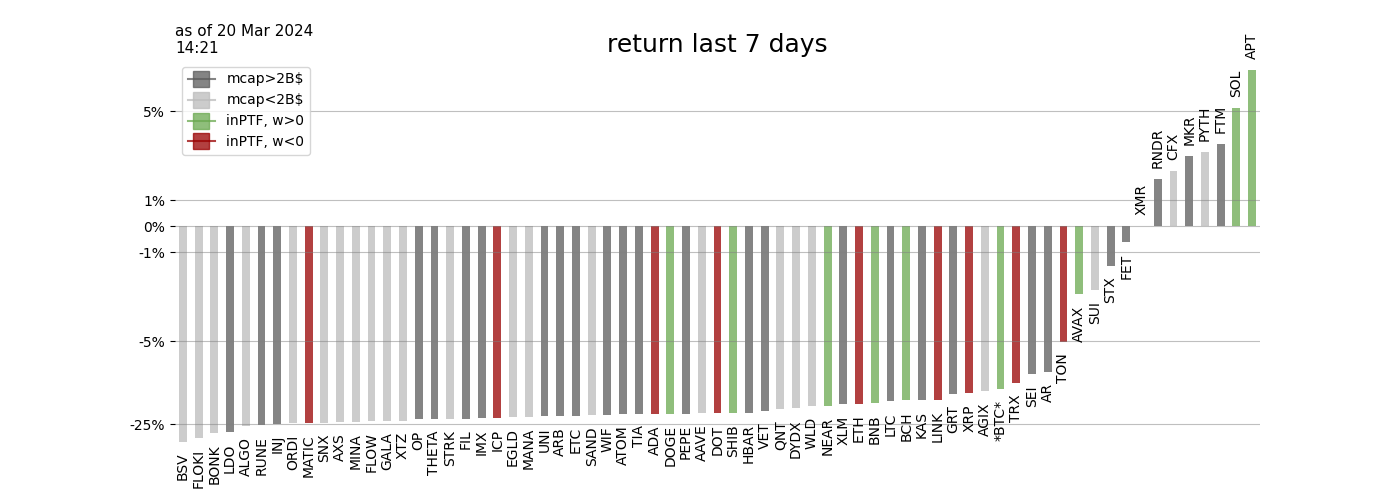 as of 20 Mar 2024
14:21
return last 7 days
mcap>2B$
mcap<2B$
inPTF, w>0
inPTF, w<0
5%
1%
0%
-1%
-5%
-25%
BSV
FLOKI
BONK
LDO
ALGO
RUNE
INJ
ORDI
MATIC
SNX
AXS
MINA
FLOW
GALA
XTZ
OP
THETA
STRK
FIL
IMX
ICP
EGLD
MANA
UNI
ARB
ETC
SAND
WIF
ATOM
TIA
ADA
DOGE
PEPE
AAVE
DOT
SHIB
HBAR
VET
QNT
DYDX
WLD
NEAR
XLM
ETH
BNB
LTC
BCH
KAS
LINK
GRT
XRP
AGIX
*BTC*
TRX
SEI
AR
TON
AVAX
SUI
STX
FET
XMR
RNDR
CFX
MKR
PYTH
FTM
SOL
APT